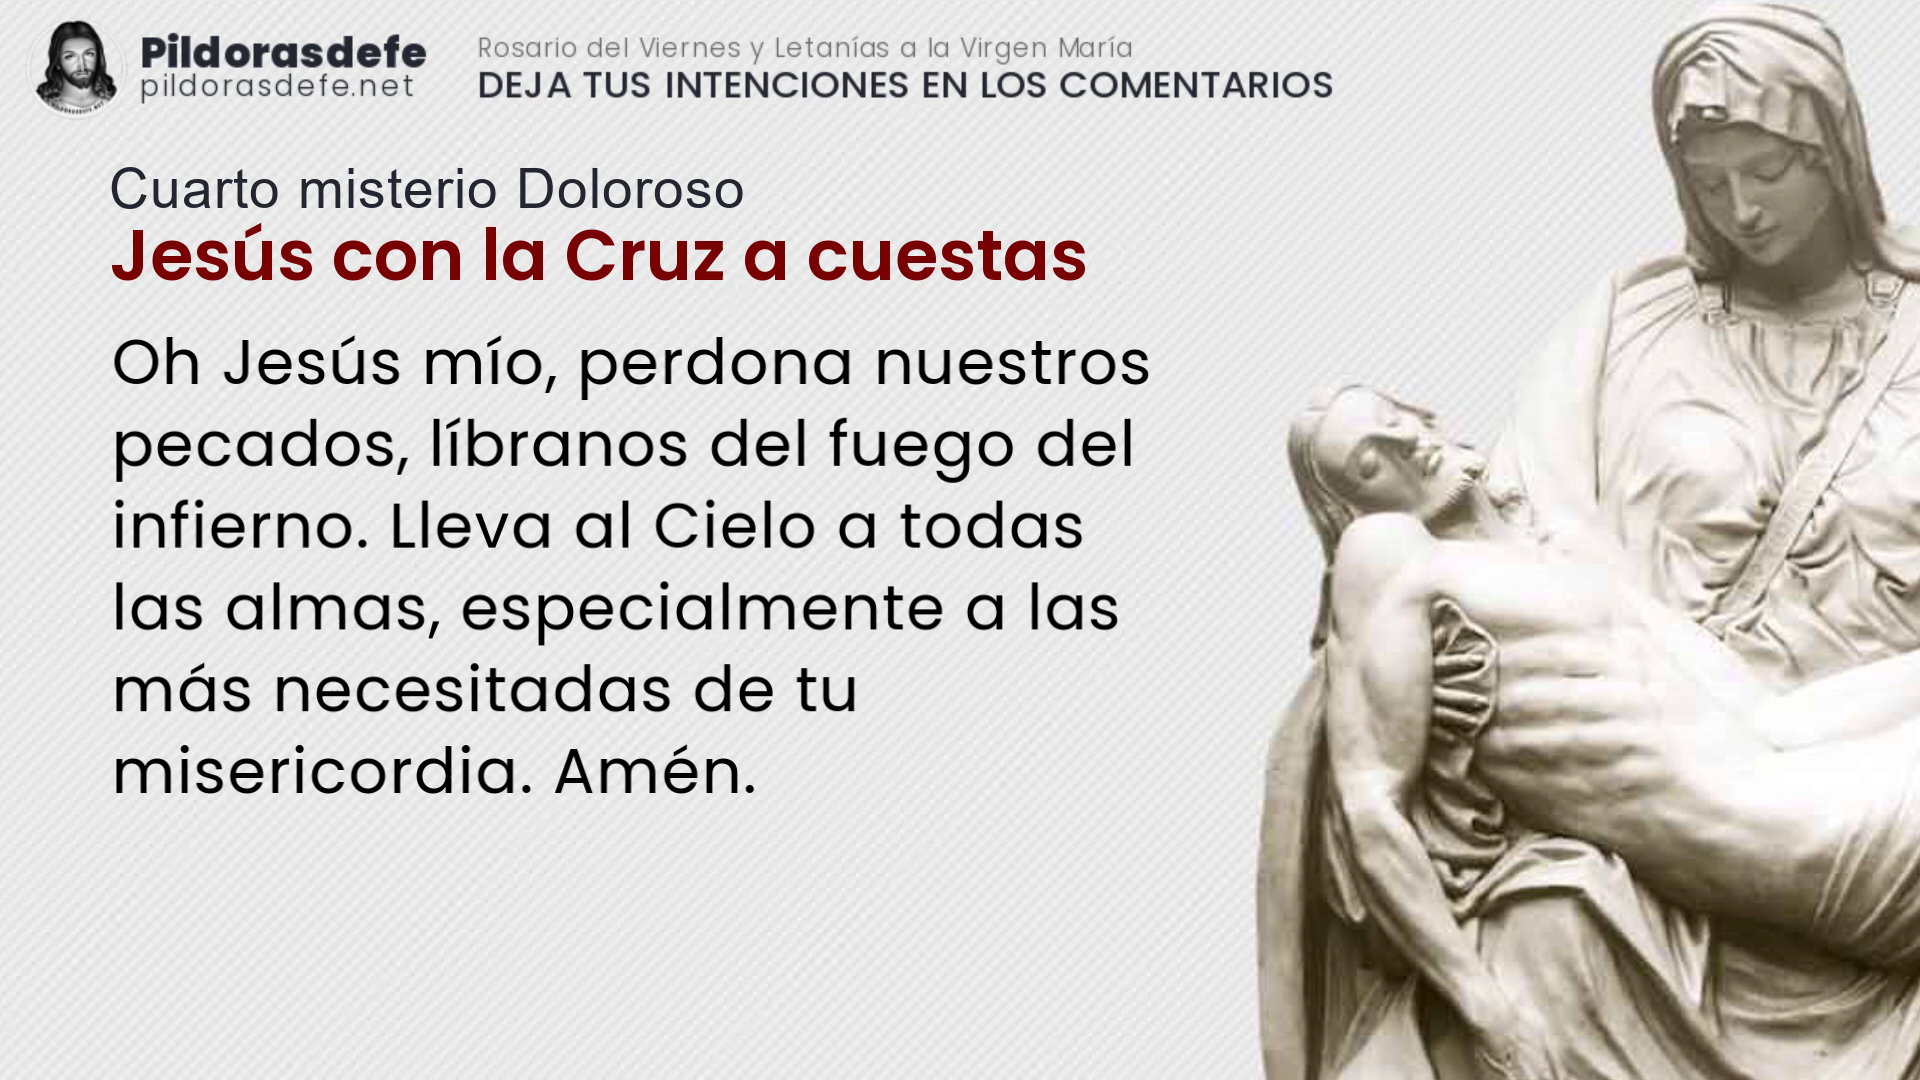 Pildorasdefe
pildorasdefe.net
Rosario del Viernes y Letanías a la Virgen María
DEJA TUS INTENCIONES EN LOS COMENTARIOS
Cuarto misterio Doloroso
Jesús con la Cruz a cuestas
Oh Jesús mío, perdona nuestros
pecados, líbranos del fuego del
infierno. Lleva al Cielo a todas
las almas, especialmente a las
más necesitadas de tu
misericordia. Amén.